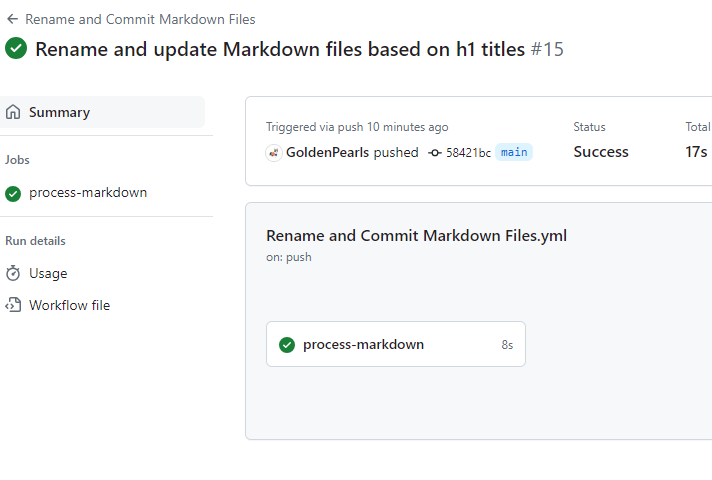 Rename and Commit Markdown Files
Rename and update Markdown files based on h1 titles #15
Summary
Jobs
process-markdown
Run details
Usage
Workflow file
Triggered via push 10 minutes ago
GoldenPearls pushed 58421bc main
Status
Success
Total
17s
Rename and Commit Markdown Files.yml
on: push
process-markdown 8s